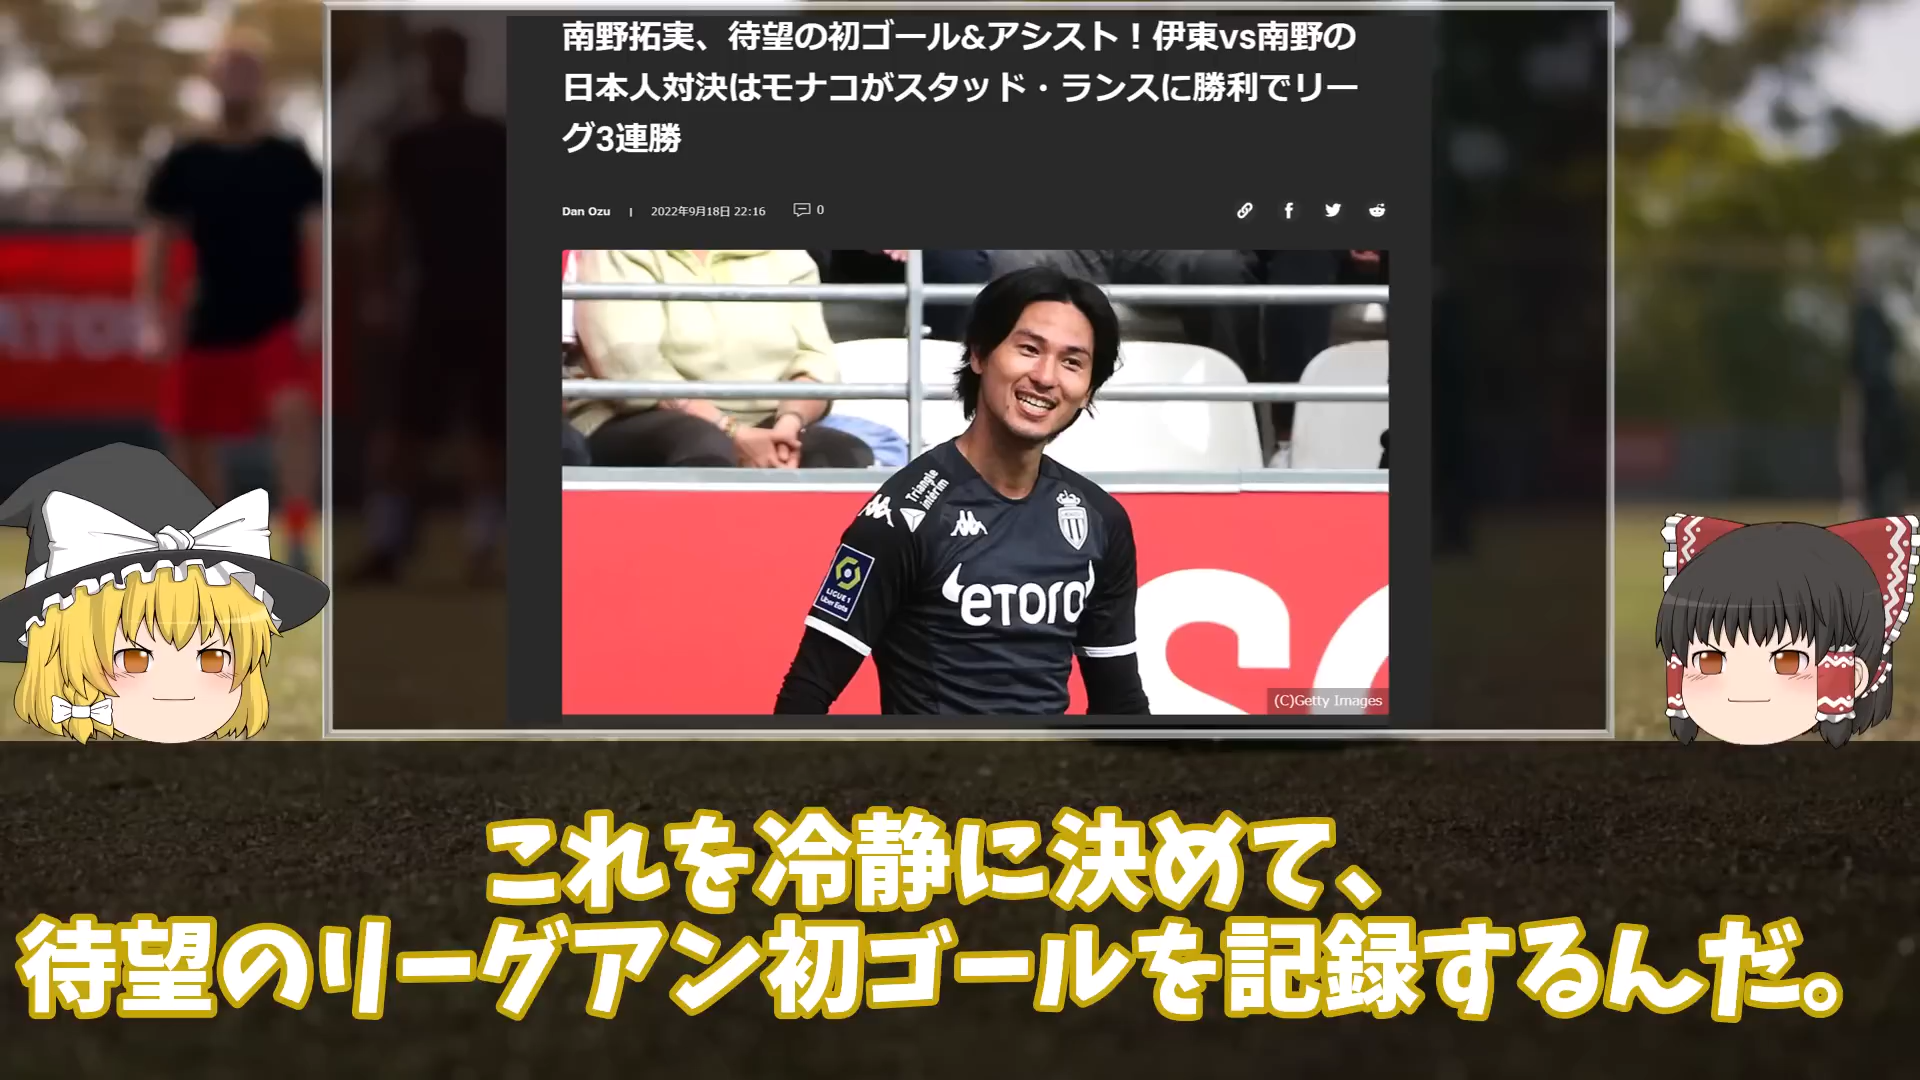 南野拓実、待望の初ゴール&アシスト！伊東vs南野の
日本人対決はモナコがスタッド・ランスに勝利でリー
グ3連勝
Dan Ozu | 2022年9月18日 22:16 0
Triangle
intérim
LIGUE 1
Uber Eats
eToro
(C)Getty Images
これを冷静に決めて、
待望のリーグアン初ゴールを記録するんだ。